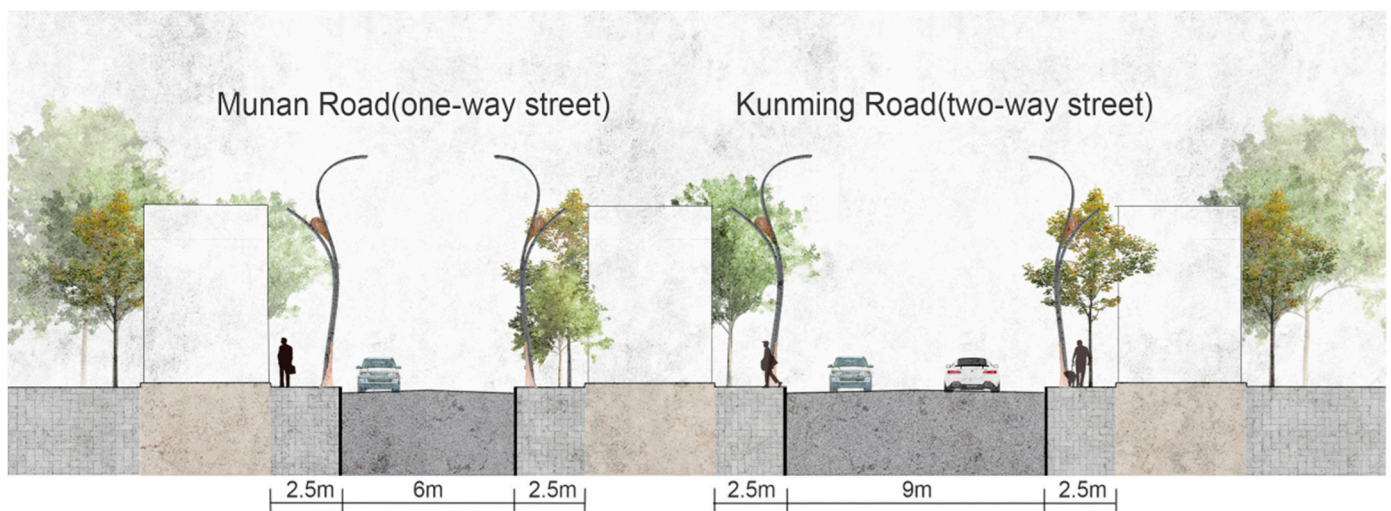 Munan Road(one-way street)
Kunming Road(two-way street)
2.5m
6m
2.5m
2.5m
9m
2.5m